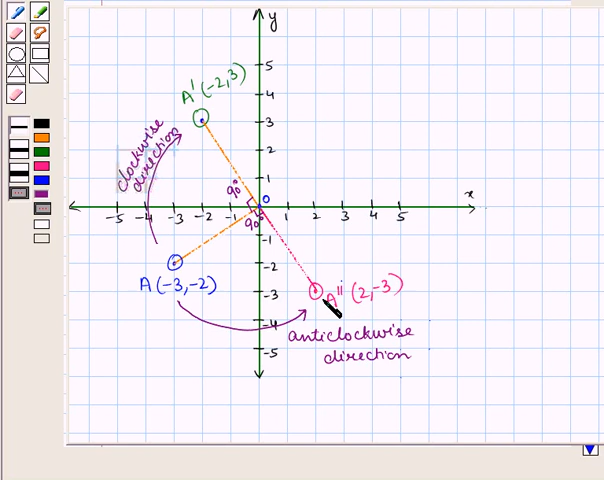 y
5
4
A' (-2,3)
3
2
1
clockwise
direction
90°
o
x
-5 -4 -3 -2 -1 1 2 3 4 5
90°
-1
-2
A (-3,-2)
-3
A'' (2,-3)
-4
anticlockwise
direction
-5